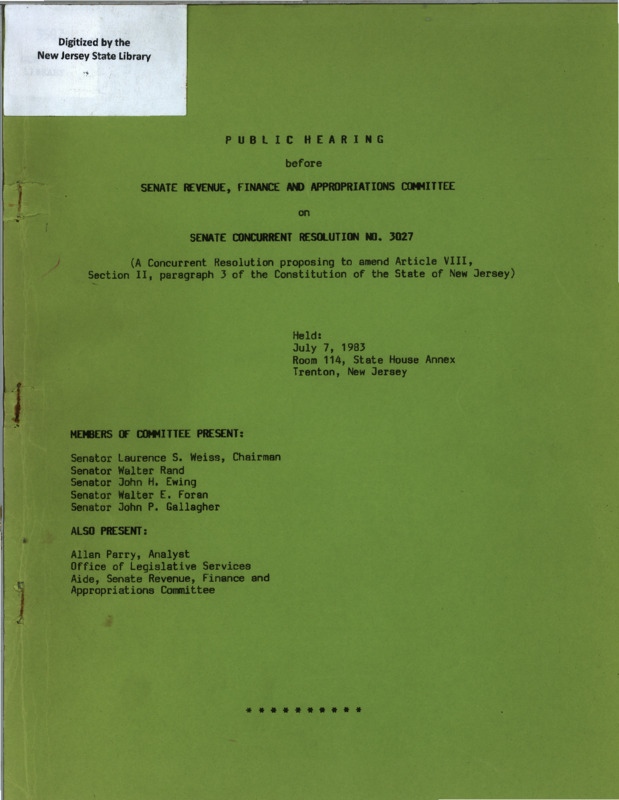 Digitized by the
New Jersey State Library
P U B L I C H E A R I N G
before
SENATE REVENUE, FINANCE AND APPROPRIATIONS COMMITTEE
on
SENATE CONCURRENT RESOLUTION NO. 3027
(A Concurrent Resolution proposing to amend Article VIII,
Section II, paragraph 3 of the Constitution of the State of New Jersey)
Held:
July 7, 1983
Room 114, State House Annex
Trenton, New Jersey
MEMBERS OF COMMITTEE PRESENT:
Senator Laurence S. Weiss, Chairman
Senator Walter Rand
Senator John H. Ewing
Senator Walter E. Foran
Senator John P. Gallagher
ALSO PRESENT:
Allan Parry, Analyst
Office of Legislative Services
Aide, Senate Revenue, Finance and
Appropriations Committee
* * * * * * * * * *